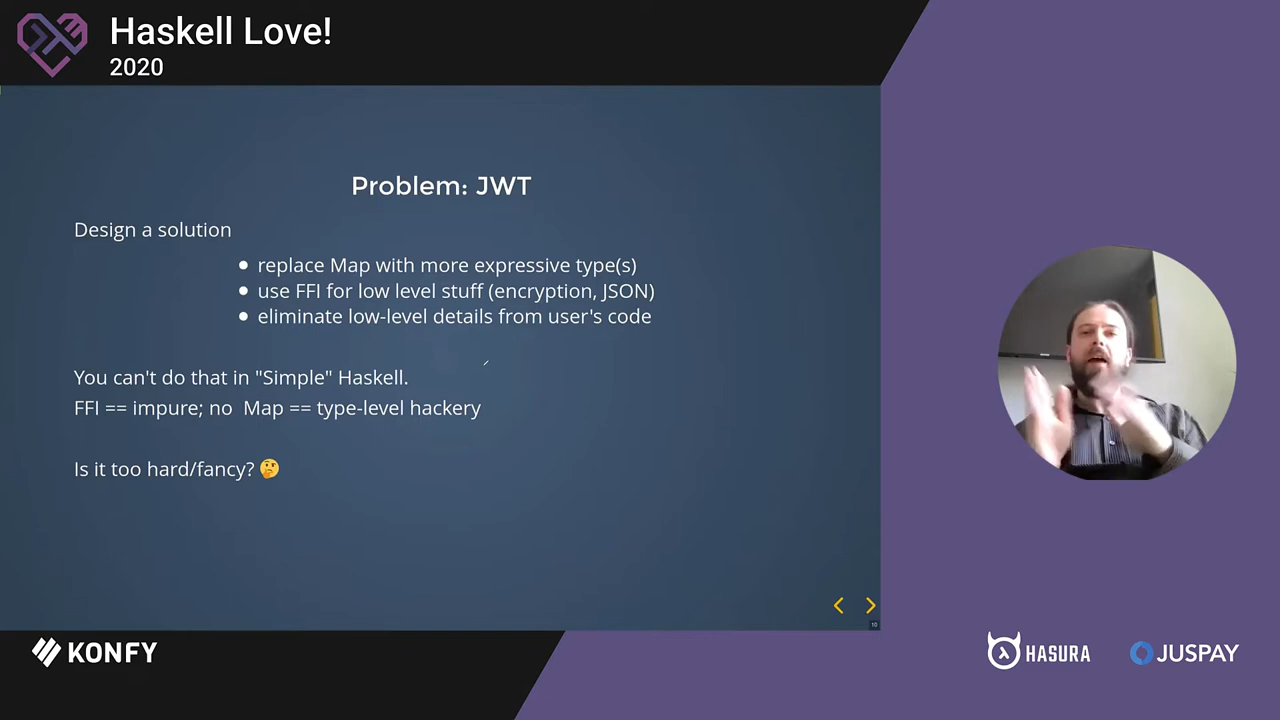 Haskell Love!
2020
Problem: JWT
Design a solution
replace Map with more expressive type(s)
use FFI for low level stuff (encryption, JSON)
eliminate low-level details from user's code
You can't do that in "Simple" Haskell.
FFI == impure; no Map == type-level hackery
Is it too hard/fancy? 🤔
10
KONFY
HASURA
JUSPAY